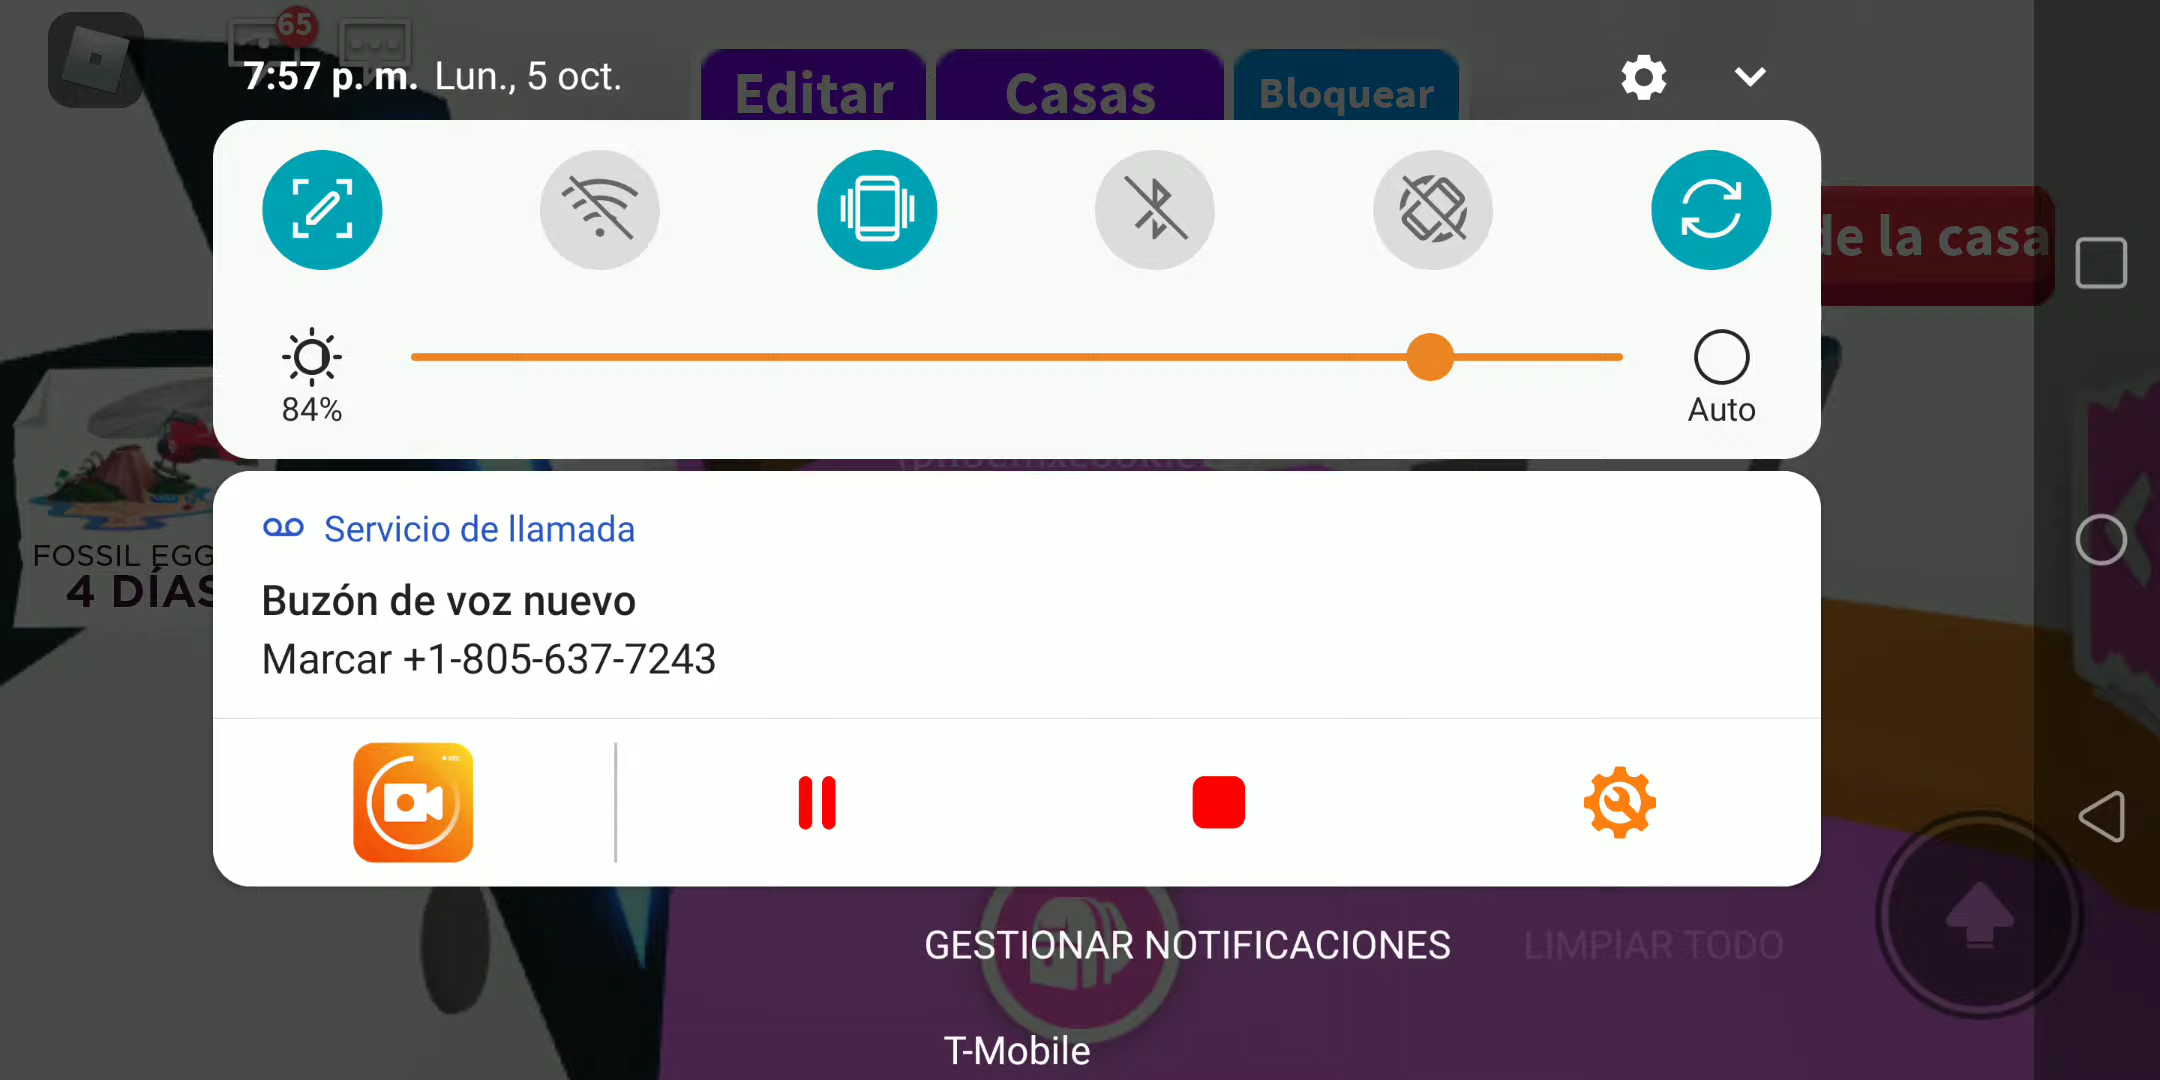 65
7:57 p. m. Lun., 5 oct.
Editar
Casas
Bloquear
de la casa
84%
Auto
FOSSIL EGG
4 DÍAS
Servicio de llamada
Buzón de voz nuevo
Marcar +1-805-637-7243
REC
GESTIONAR NOTIFICACIONES
LIMPIAR TODO
T-Mobile